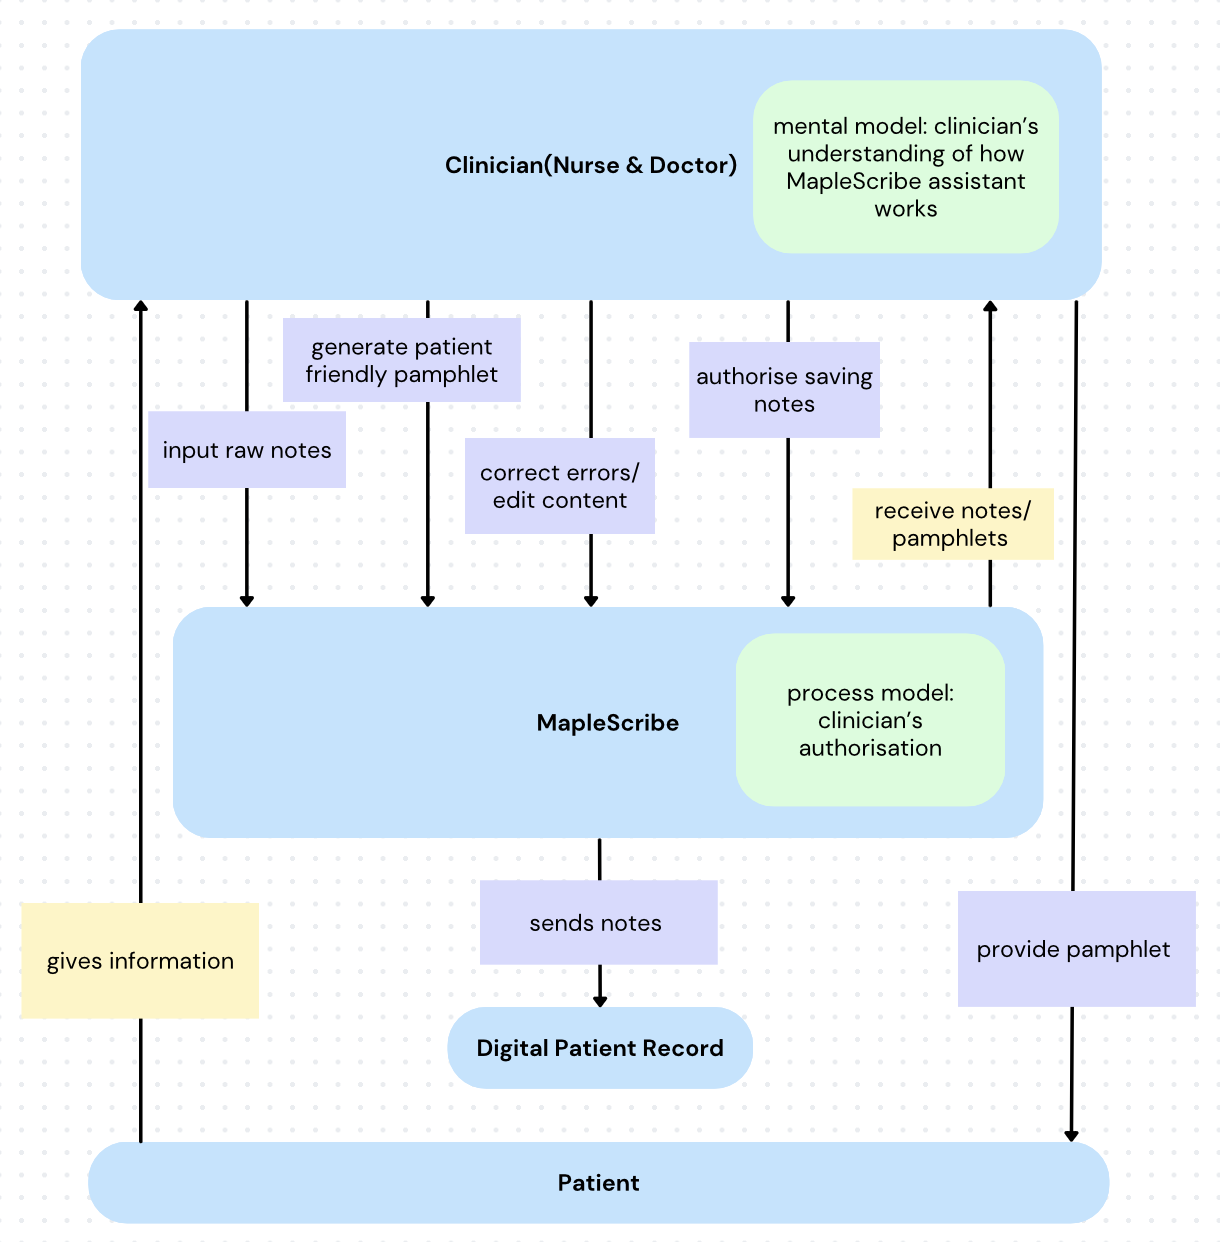 Clinician(Nurse & Doctor)
mental model: clinician’s
understanding of how
MapleScribe assistant
works
generate patient
friendly pamphlet
input raw notes
correct errors/
edit content
authorise saving
notes
receive notes/
pamphlets
MapleScribe
process model:
clinician’s
authorisation
gives information
sends notes
provide pamphlet
Digital Patient Record
Patient